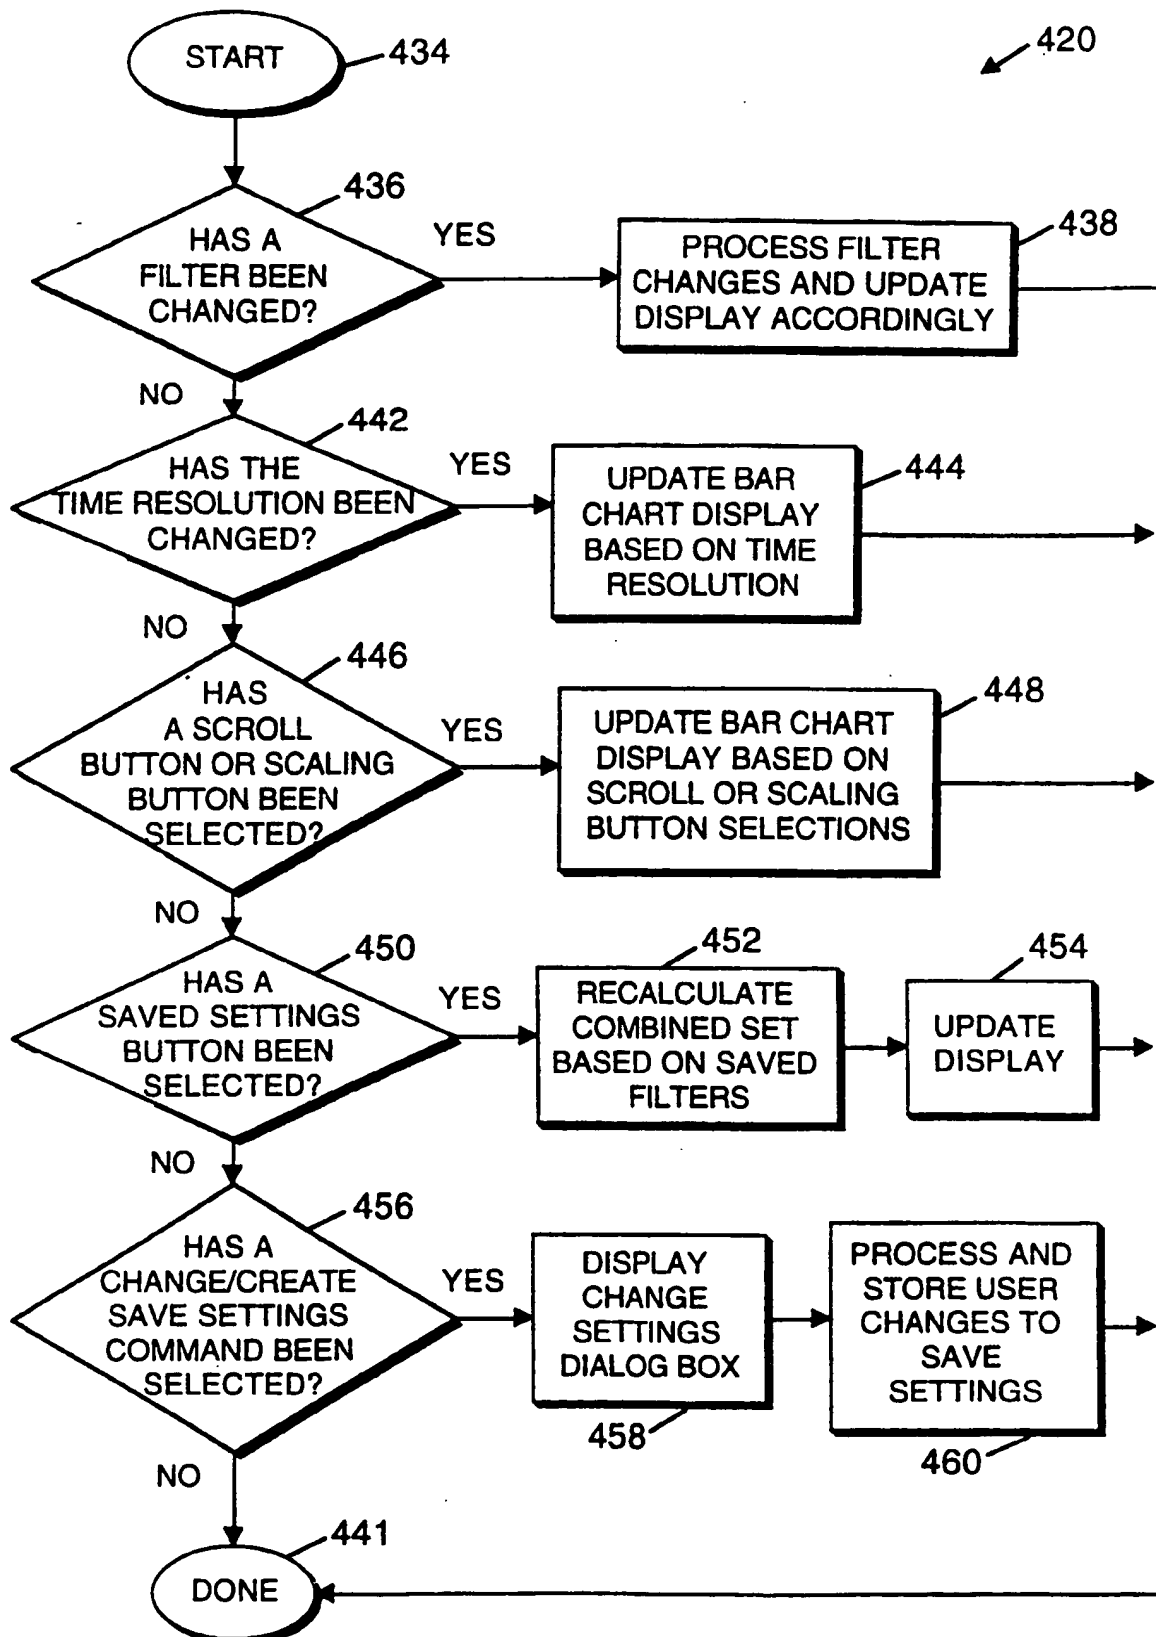 START
434
420
436
HAS A
FILTER BEEN
CHANGED?
YES
PROCESS FILTER
CHANGES AND UPDATE
DISPLAY ACCORDINGLY
438
NO
442
HAS THE
TIME RESOLUTION BEEN
CHANGED?
YES
UPDATE BAR
CHART DISPLAY
BASED ON TIME
RESOLUTION
444
NO
446
HAS
A SCROLL
BUTTON OR SCALING
BUTTON BEEN
SELECTED?
YES
UPDATE BAR CHART
DISPLAY BASED ON
SCROLL OR SCALING
BUTTON SELECTIONS
448
NO
450
HAS A
SAVED SETTINGS
BUTTON BEEN
SELECTED?
YES
452
RECALCULATE
COMBINED SET
BASED ON SAVED
FILTERS
454
UPDATE
DISPLAY
NO
456
HAS A
CHANGE/CREATE
SAVE SETTINGS
COMMAND BEEN
SELECTED?
YES
DISPLAY
CHANGE
SETTINGS
DIALOG BOX
458
PROCESS AND
STORE USER
CHANGES TO
SAVE
SETTINGS
460
NO
441
DONE